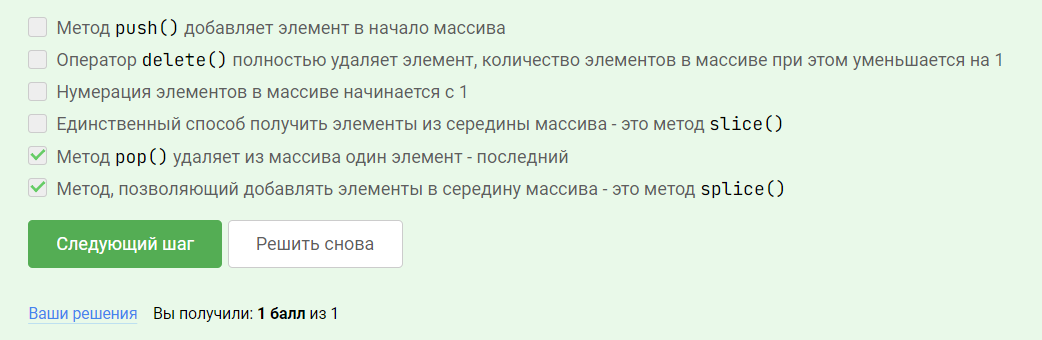 Метод push() добавляет элемент в начало массива
Оператор delete() полностью удаляет элемент, количество элементов в массиве при этом уменьшается на 1
Нумерация элементов в массиве начинается с 1
Единственный способ получить элементы из середины массива - это метод slice()
Метод pop() удаляет из массива один элемент - последний
Метод, позволяющий добавлять элементы в середину массива - это метод splice()
Следующий шаг Решить снова
Ваши решения Вы получили: 1 балл из 1